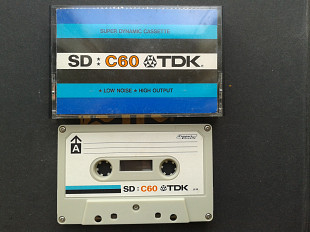 SUPER DYNAMIC CASSETTE
SD : C60 TDK.
• LOW NOISE • HIGH OUTPUT
A
SD : C60 TDK